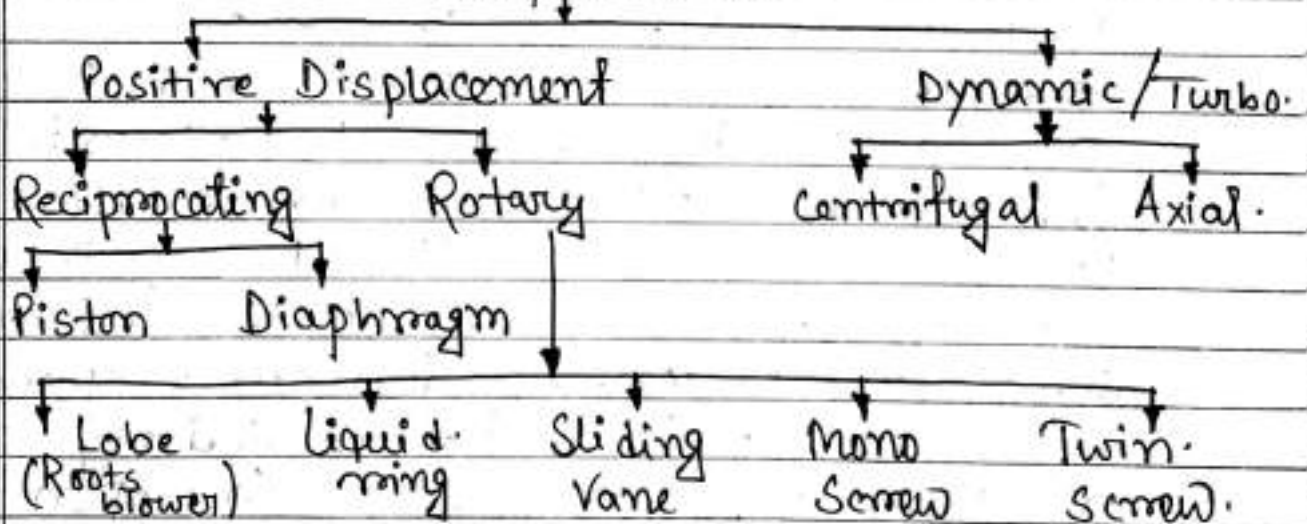 Positive Displacement Dynamic/Turbo.
Reciprocating Rotary Centrifugal Axial.
Piston Diaphragm
Lobe Liquid Sliding Mono Twin.
(Roots blower) ring Vane Screw Screw.